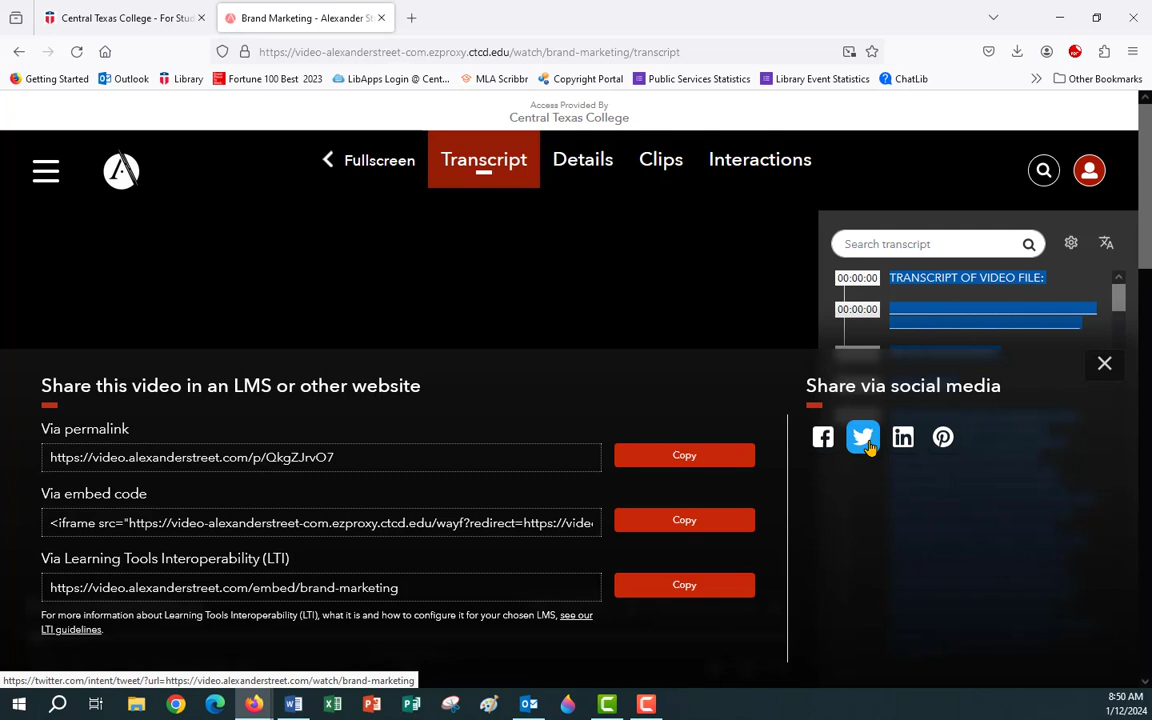 Central Texas College - For Stud
Brand Marketing - Alexander St
https://video-alexanderstreet-com.ezproxy.ctcd.edu/watch/brand-marketing/transcript
Getting Started
Outlook
Library
Fortune 100 Best 2023
LibApps Login @ Cent...
MLA Scribbr
Copyright Portal
Public Services Statistics
Library Event Statistics
ChatLib
Other Bookmarks
Access Provided By
Central Texas College
Fullscreen
Transcript
Details
Clips
Interactions
Search transcript
00:00:00
TRANSCRIPT OF VIDEO FILE:
00:00:00
Share this video in an LMS or other website
Share via social media
Via permalink
https://video.alexanderstreet.com/p/QkgZJrvO7
Copy
Via embed code
<iframe src="https://video-alexanderstreet-com.ezproxy.ctcd.edu/wayf?redirect=https://vide
Copy
Via Learning Tools Interoperability (LTI)
https://video.alexanderstreet.com/embed/brand-marketing
Copy
For more information about Learning Tools Interoperability (LTI), what it is and how to configure it for your chosen LMS, see our
LTI guidelines.
https://twitter.com/intent/tweet/?url=https://video.alexanderstreet.com/watch/brand-marketing
8:50 AM
1/12/2024